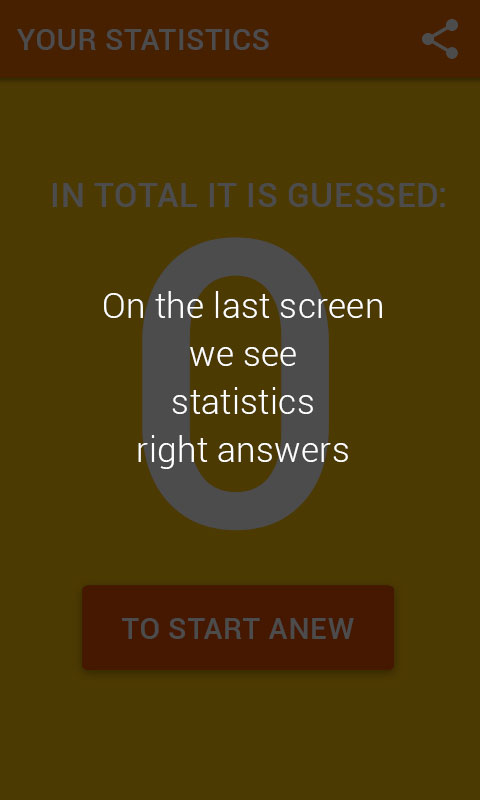 YOUR STATISTICS
IN TOTAL IT IS GUESSED:
0
On the last screen
we see
statistics
right answers
TO START ANEW